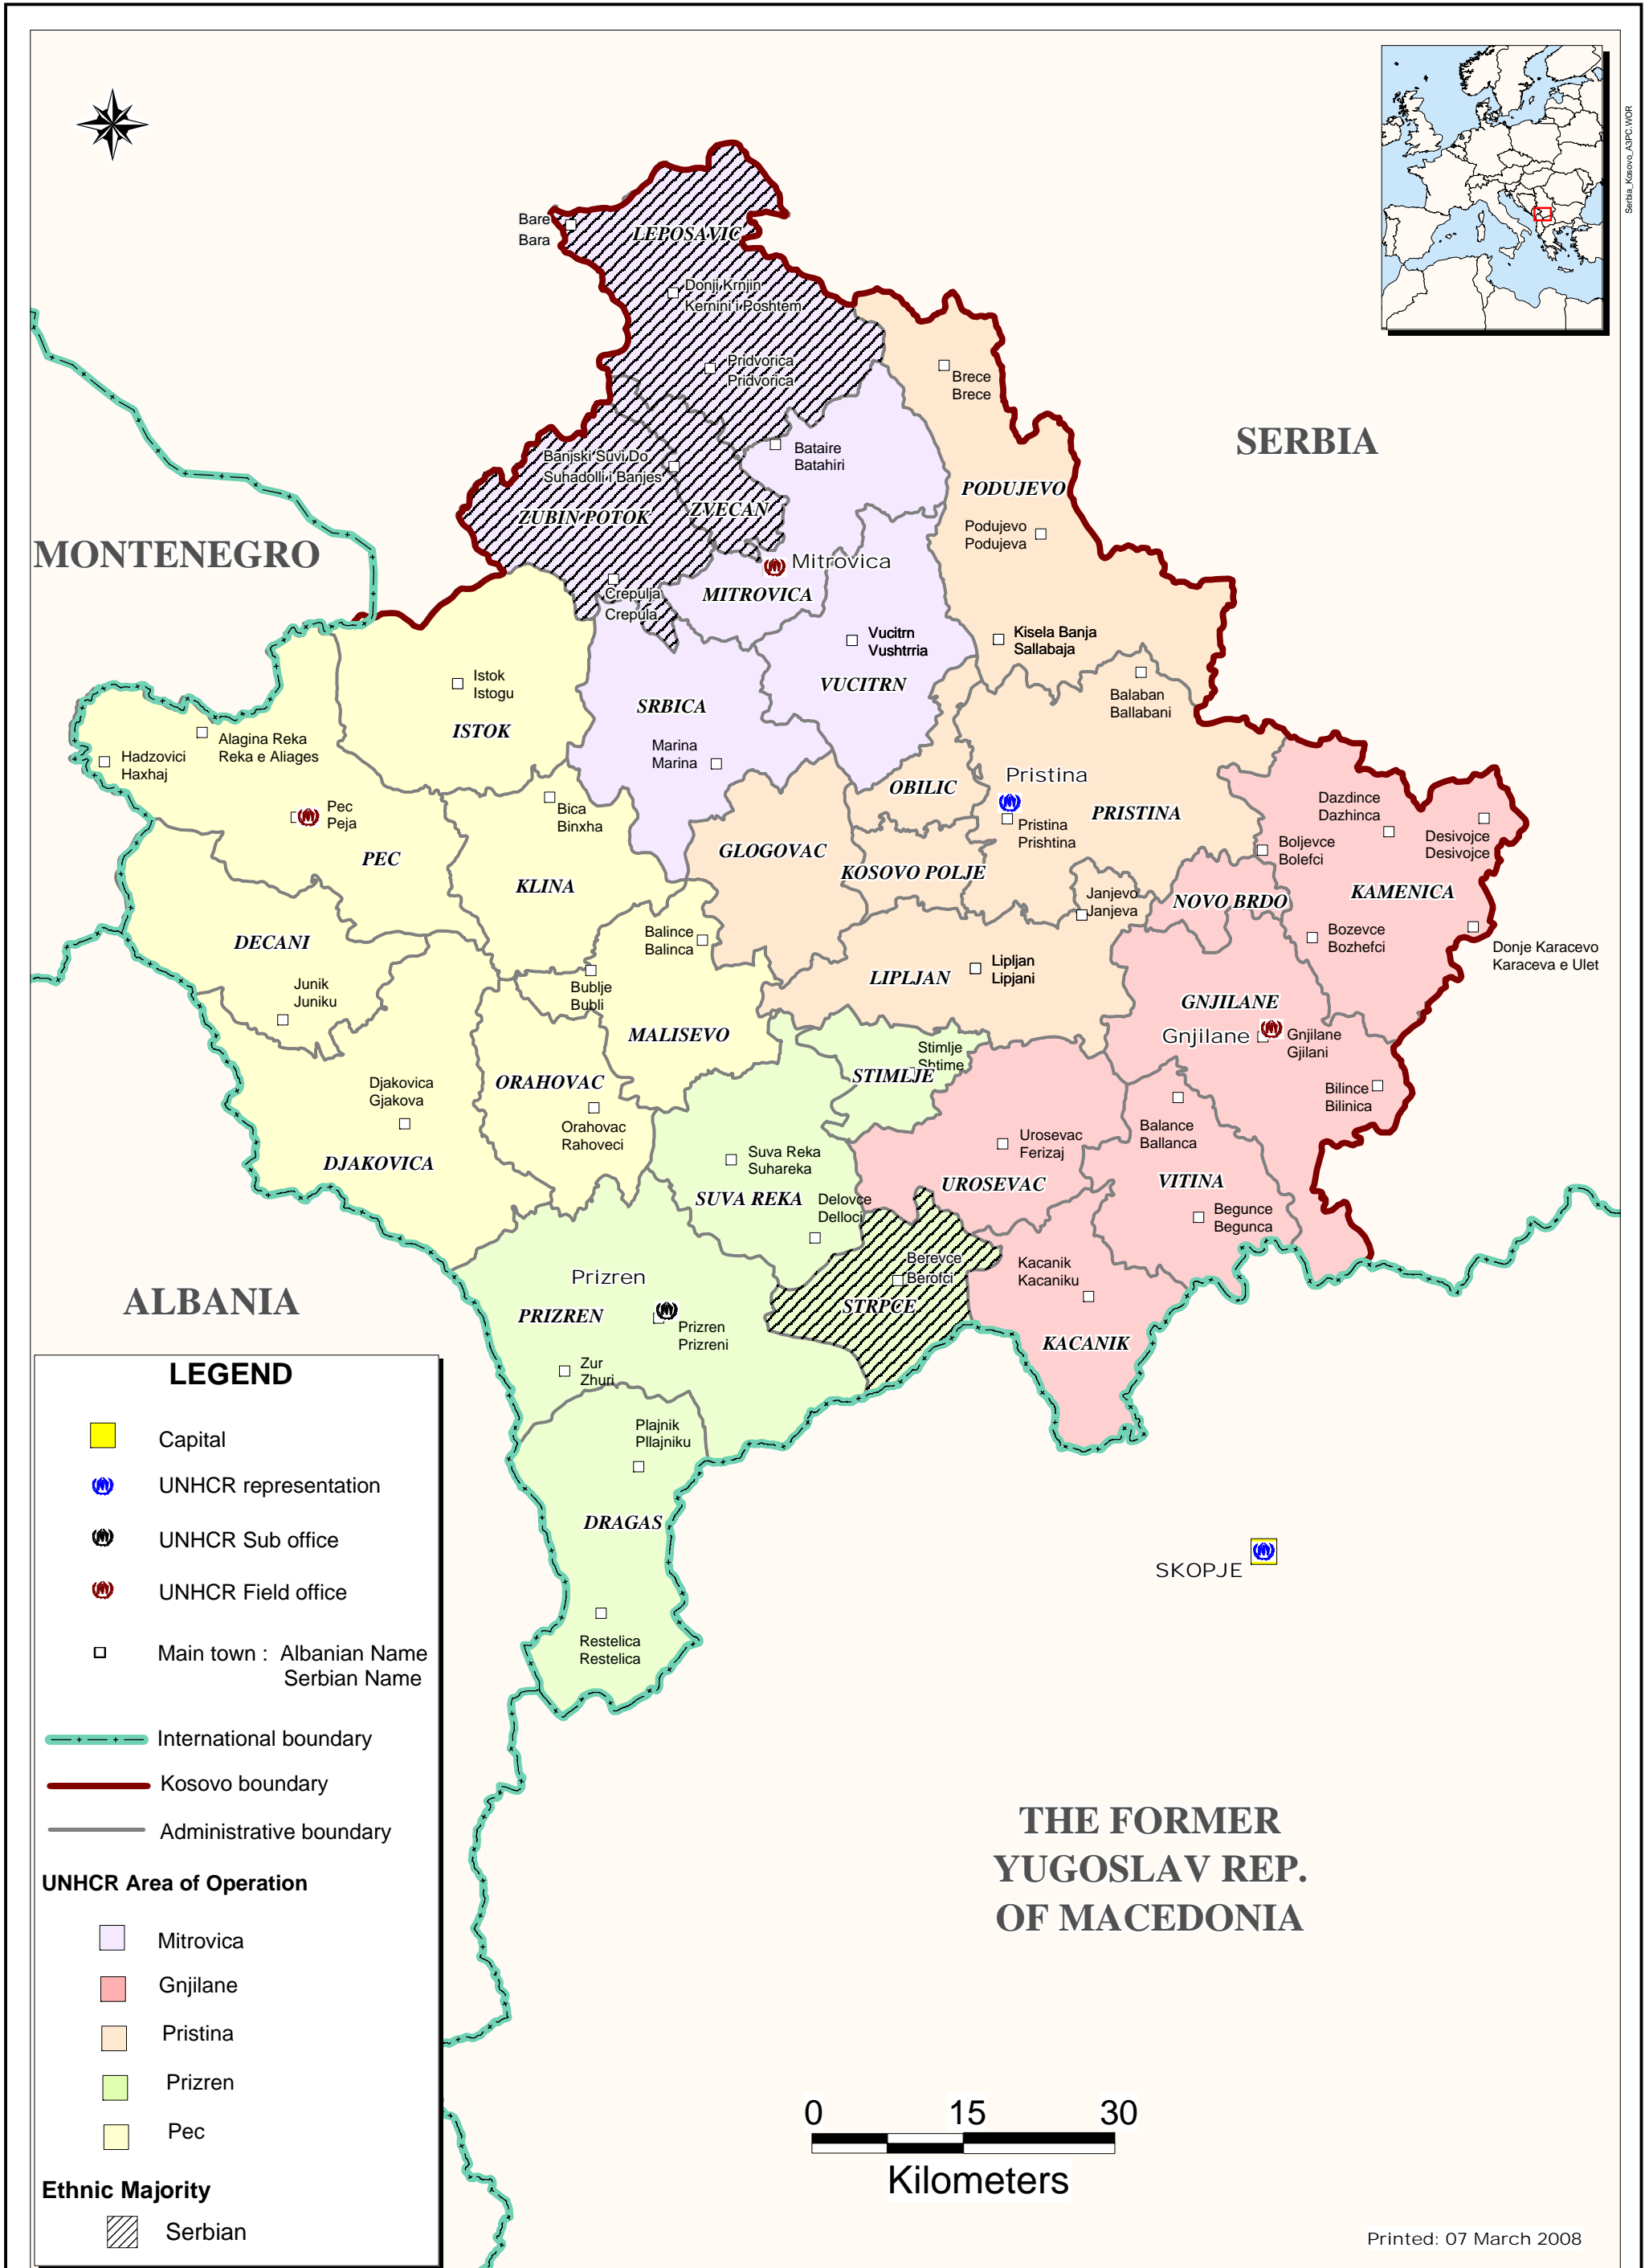 Serbia_Kosovo_A3PC.WOR
Bare
Bara
LEPOSAVIC
Donji Krnjin
Kernini i Poshtem
Pridvorica
Pridvorica
Brece
Brece
SERBIA
Bataire
Batahiri
Banjski Suvi Do
Suhadolli i Banjes
ZUBIN POTOK
ZVECAN
PODUJEVO
Podujevo
Podujeva
MONTENEGRO
Mitrovica
MITROVICA
Crepulja
Crepula
Vucitrn
Vushtrria
VUCITRN
Kisela Banja
Sallabaja
Balaban
Ballabani
Istok
Istogu
ISTOK
SRBICA
Marina
Marina
Alagina Reka
Reka e Aliages
Hadzovici
Haxhaj
Pec
Peja
PEC
Bica
Binxha
KLINA
OBILIC
Pristina
Pristina
Prishtina
PRISTINA
GLOGOVAC
KOSOVO POLJE
Dazdince
Dazhinca
Desivojce
Desivojce
Boljevce
Bolefci
KAMENICA
NOVO BRDO
Janjevo
Janjeva
DECANI
Balince
Balinca
Bozevce
Bozhefci
Donje Karacevo
Karaceva e Ulet
Lipljan
Lipjani
LIPLJAN
Junik
Juniku
Bublje
Bubli
MALISEVO
GNJILANE
Gnjilane
Gnjilane
Gjilani
Stimlje
Shtime
STIMLJE
ORAHOVAC
Orahovac
Rahoveci
Djakovica
Gjakova
DJAKOVICA
Bilince
Bilinica
Balance
Ballanca
Urosevac
Ferizaj
UROSEVAC
VITINA
Suva Reka
Suhareka
SUVA REKA
Delovce
Delloci
Begunce
Begunca
Berevce
Berofci
STRPCE
Kacanik
Kacaniku
KACANIK
ALBANIA
Prizren
PRIZREN
Prizren
Prizreni
Zur
Zhuri
Plajnik
Pllajniku
DRAGAS
Restelica
Restelica
SKOPJE
THE FORMER
YUGOSLAV REP.
OF MACEDONIA
LEGEND
Capital
UNHCR representation
UNHCR Sub office
UNHCR Field office
Main town : Albanian Name
Serbian Name
International boundary
Kosovo boundary
Administrative boundary
UNHCR Area of Operation
Mitrovica
Gnjilane
Pristina
Prizren
Pec
Ethnic Majority
Serbian
0 15 30
Kilometers
Printed: 07 March 2008